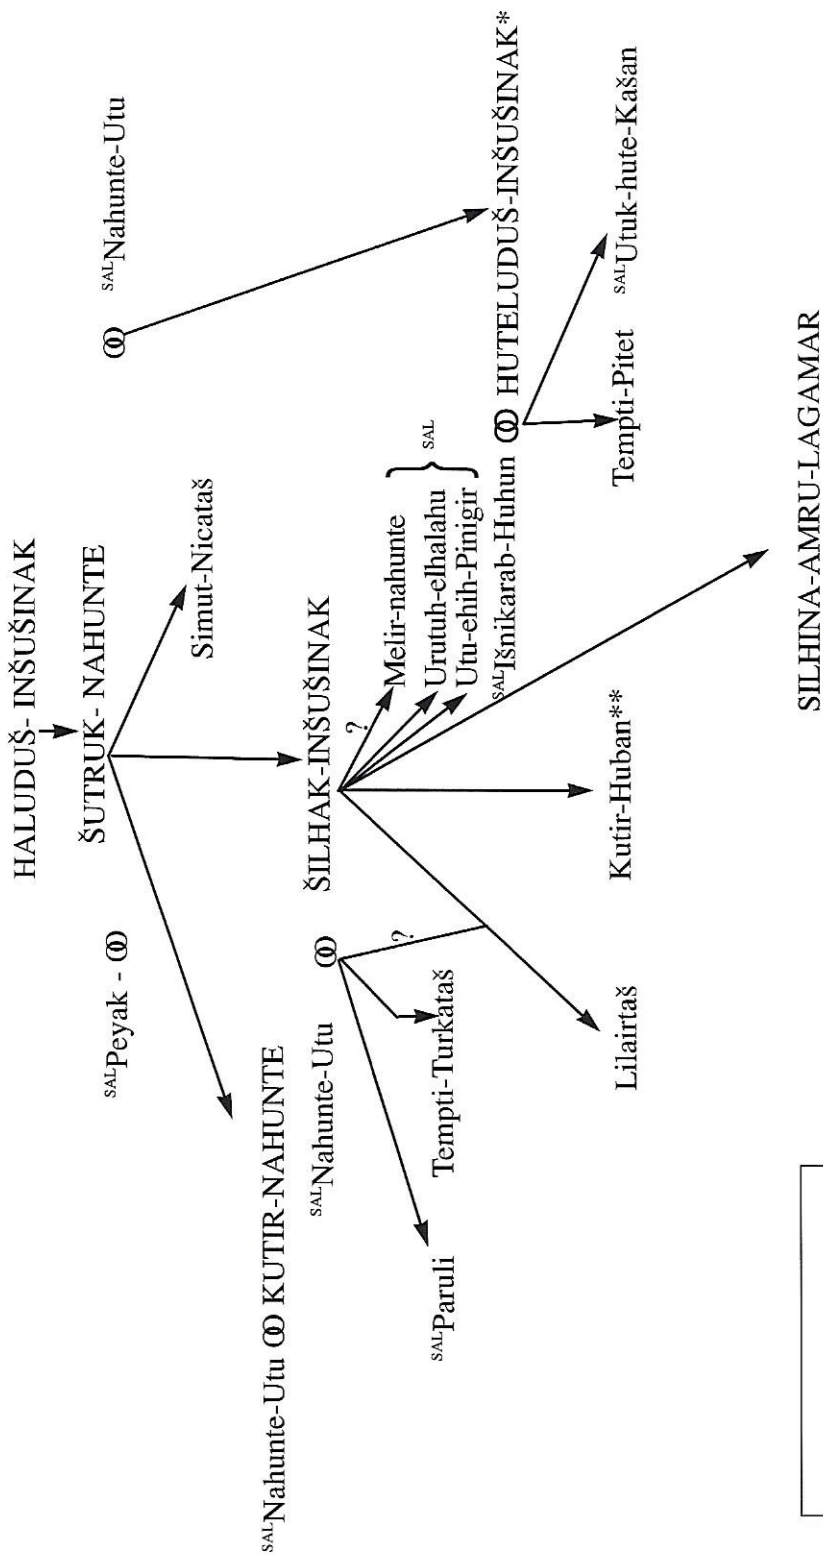 HALUDUŠ- INŠUŠINAK
ŠUTRUK- NAHUNTE
SALPeyak - ꝏ
ꝏ SALNahunte-Utu
Simut-Nicataš
SALNahunte-Utu ꝏ KUTIR-NAHUNTE
SALNahunte-Utu ꝏ
ŠILHAK-INŠUŠINAK
?
?
SALParuli
Tempti-Turkataš
Melir-nahunte
Urutuh-elhalahu
Utu-ehih-Pinigir
SAL
SALIšnikarab-Huhun ꝏ HUTELUDUŠ-INŠUŠINAK*
Lilairtaš
Kutir-Huban**
Tempti-Pitet
SALUtuk-hute-Kašan
SILHINA-AMRU-LAGAMAR